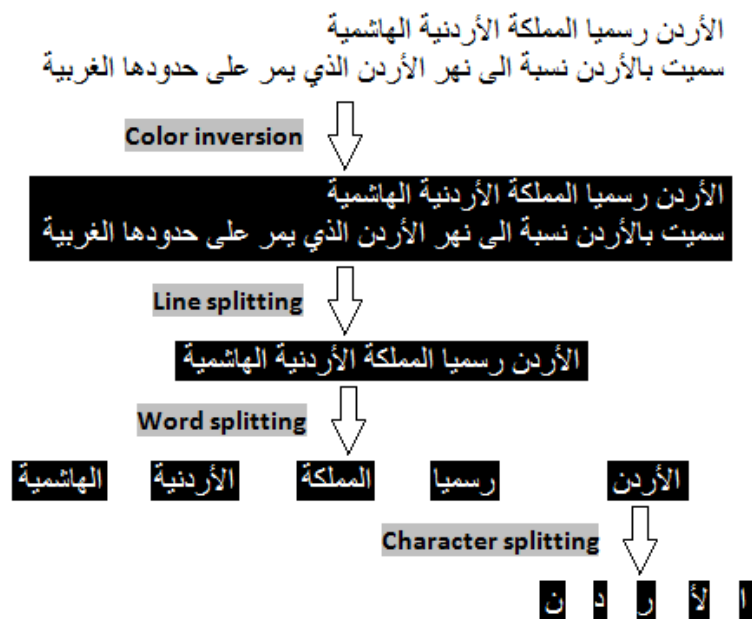 الأردن رسميا المملكة الأردنية الهاشمية
سميت بالأردن نسبة الى نهر الأردن الذي يمر على حدودها الغربية
Color inversion
الأردن رسميا المملكة الأردنية الهاشمية
سميت بالأردن نسبة الى نهر الأردن الذي يمر على حدودها الغربية
Line splitting
الأردن رسميا المملكة الأردنية الهاشمية
Word splitting
الأردن رسميا المملكة الأردنية الهاشمية
Character splitting
ا لأ ر د ن